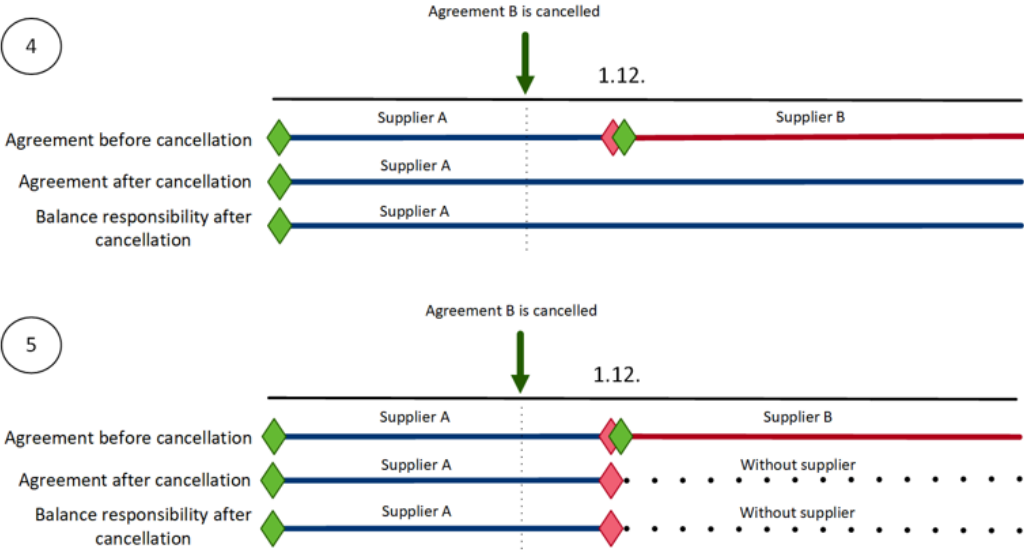 Agreement B is cancelled
4
1.12.
Supplier A
Supplier B
Agreement before cancellation
Supplier A
Agreement after cancellation
Supplier A
Balance responsibility after
cancellation
Agreement B is cancelled
5
1.12.
Supplier A
Supplier B
Agreement before cancellation
Supplier A
Without supplier
Agreement after cancellation
Supplier A
Without supplier
Balance responsibility after
cancellation